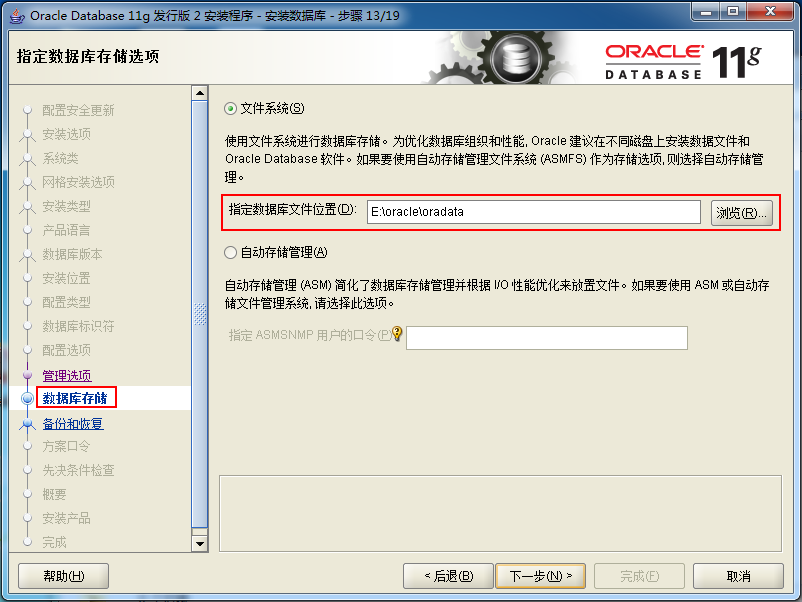 Oracle Database 11g 发行版 2 安装程序 - 安装数据库 - 步骤 13/19
指定数据库存储选项
ORACLE
DATABASE
11g
配置安全更新
安装选项
系统类
网格安装选项
安装类型
产品语言
数据库版本
安装位置
配置类型
数据库标识符
配置选项
管理选项
数据库存储
备份和恢复
方案口令
先决条件检查
概要
安装产品
完成
文件系统(S)
使用文件系统进行数据库存储。为优化数据库组织和性能, Oracle 建议在不同磁盘上安装数据文件和
Oracle Database 软件。如果要使用自动存储管理文件系统 (ASMFS) 作为存储选项, 则选择自动存储管
理。
指定数据库文件位置(D): E:\oracle\oradata 浏览(R)...
自动存储管理(A)
自动存储管理 (ASM) 简化了数据库存储管理并根据 I/O 性能优化来放置文件。如果要使用 ASM 或自动存
储文件管理系统, 请选择此选项。
指定 ASMSNMP 用户的口令(P)
帮助(H) < 后退(B) 下一步(N) > 完成(F) 取消